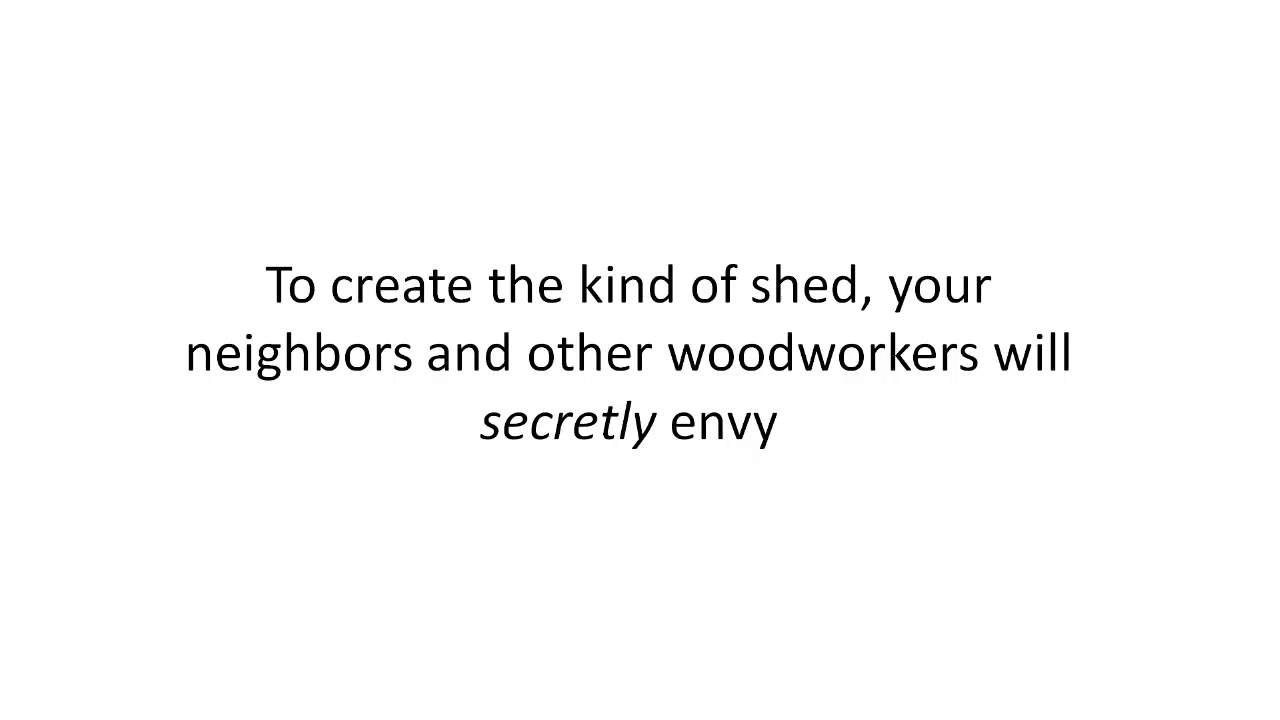 To create the kind of shed, your
neighbors and other woodworkers will
secretly envy